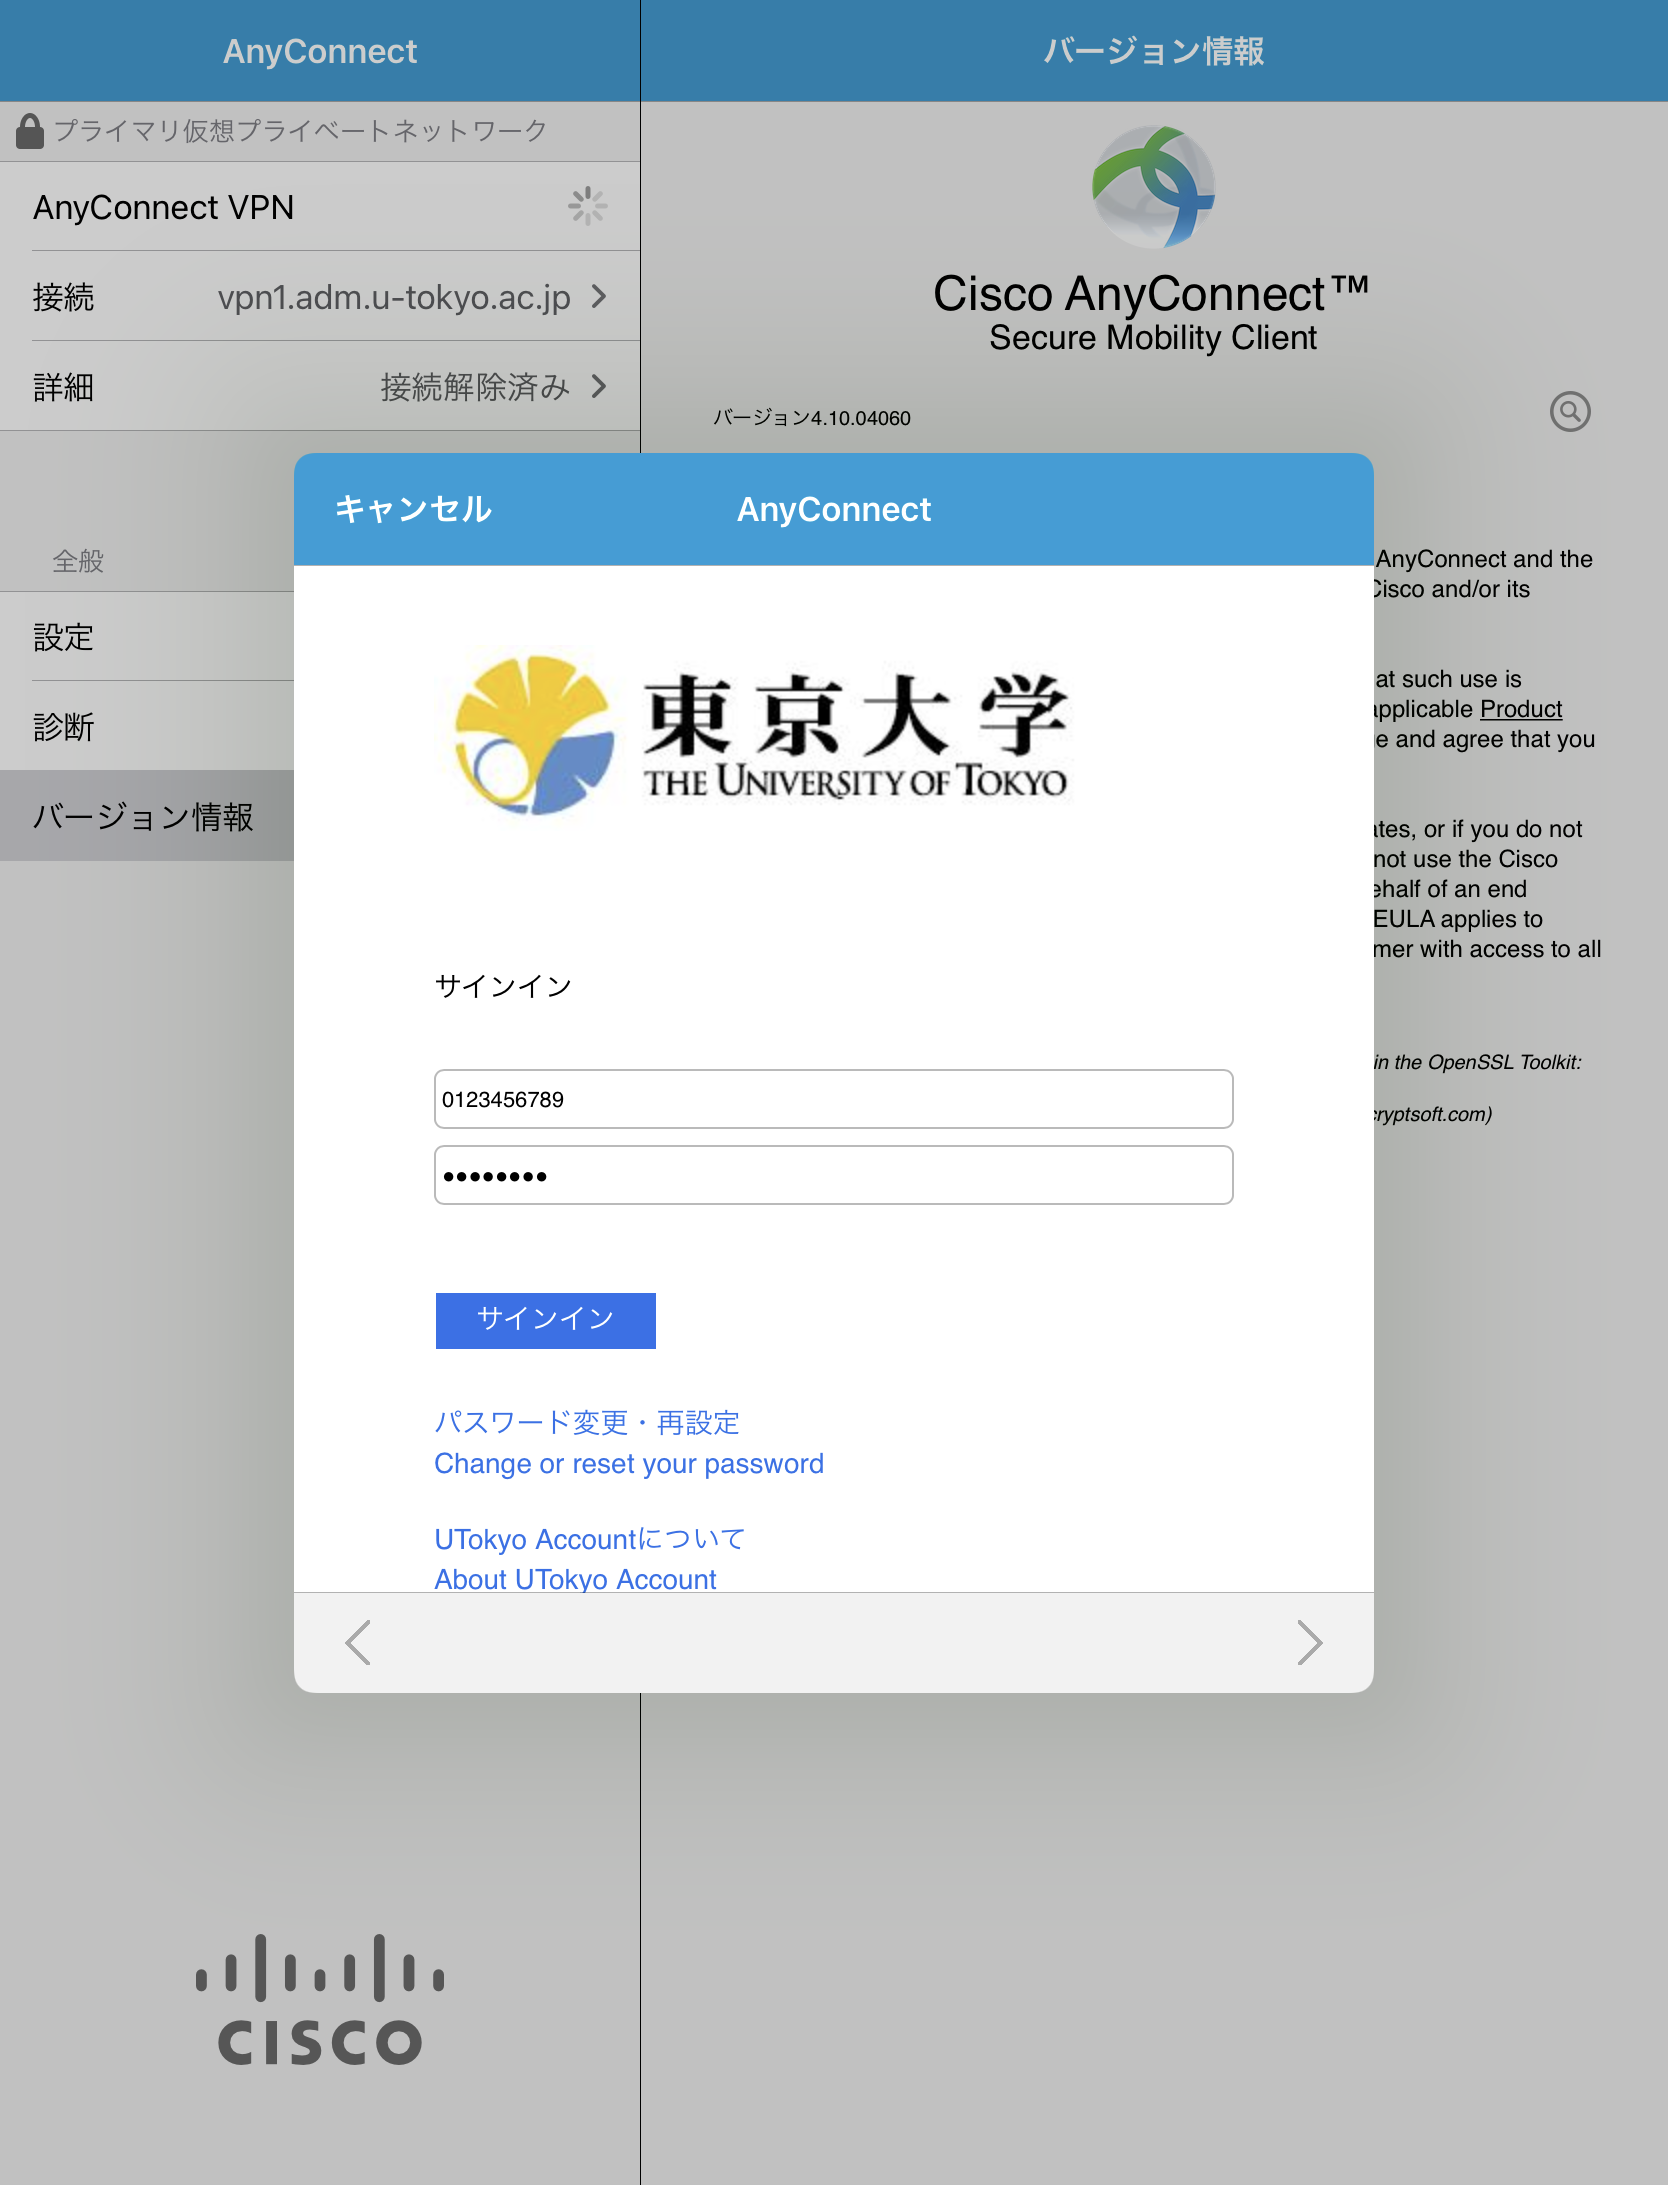 AnyConnect
プライマリ仮想プライベートネットワーク
AnyConnect VPN
接続 vpn1.adm.u-tokyo.ac.jp
詳細 接続解除済み
全般
設定
診断
バージョン情報
CISCO
バージョン情報
Cisco AnyConnect™
Secure Mobility Client
バージョン4.10.04060
AnyConnect and the
Cisco and/or its
at such use is
applicable Product
e and agree that you
ates, or if you do not
not use the Cisco
ehalf of an end
EULA applies to
mer with access to all
in the OpenSSL Toolkit:
cryptsoft.com)
キャンセル AnyConnect
東京大学
THE UNIVERSITY OF TOKYO
サインイン
0123456789
••••••••
サインイン
パスワード変更・再設定
Change or reset your password
UTokyo Accountについて
About UTokyo Account